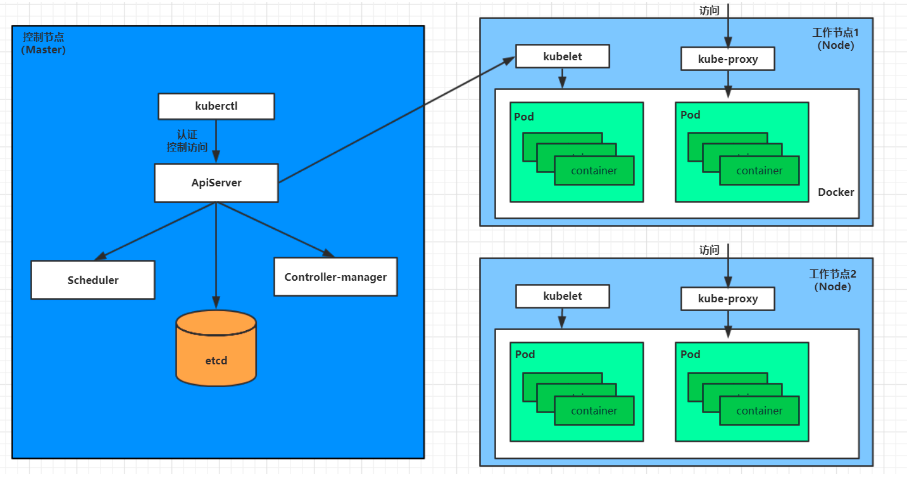 控制节点
(Master)
kuberctl
认证
控制访问
ApiServer
Scheduler
Controller-manager
etcd
访问
工作节点1
(Node)
kubelet
kube-proxy
Pod
container
Pod
container
Docker
访问
工作节点2
(Node)
kubelet
kube-proxy
Pod
container
Pod
container